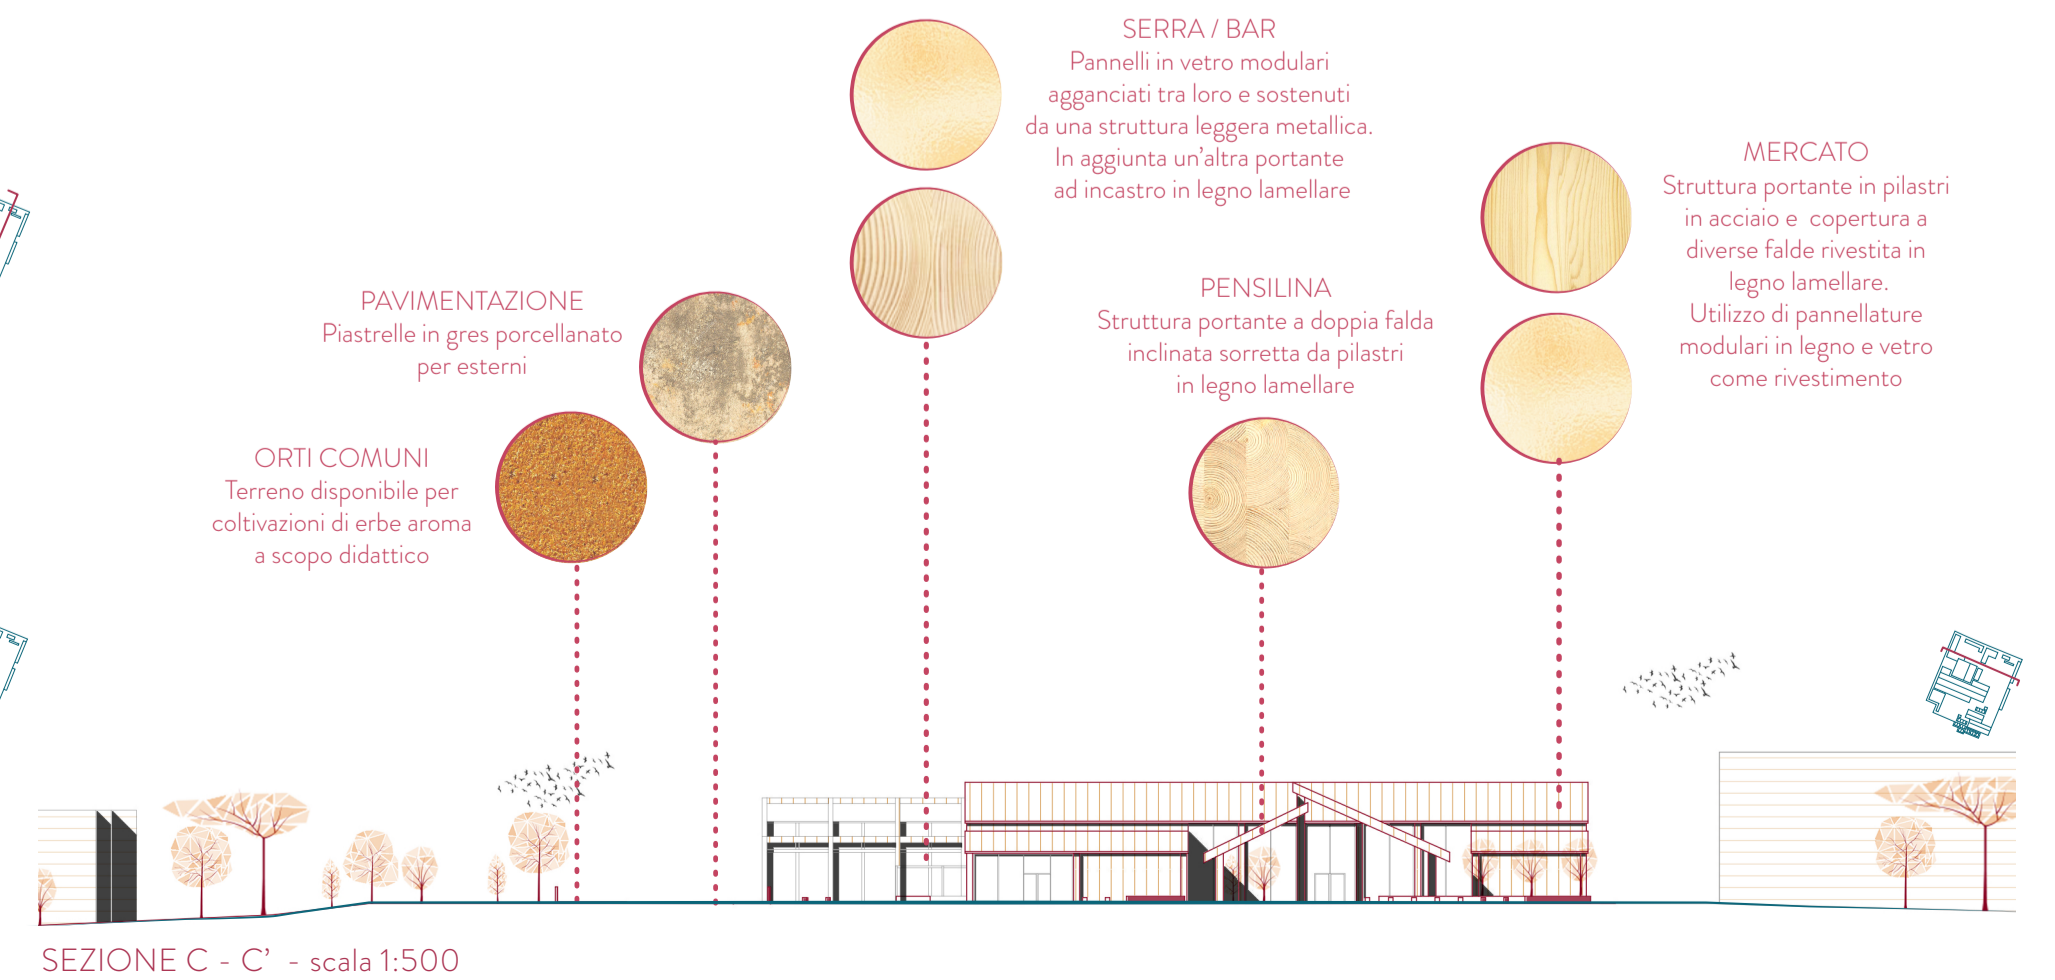 SERRA / BAR
Pannelli in vetro modulari
agganciati tra loro e sostenuti
da una struttura leggera metallica.
In aggiunta un'altra portante
ad incastro in legno lamellare
MERCATO
Struttura portante in pilastri
in acciaio e copertura a
diverse falde rivestita in
legno lamellare.
Utilizzo di pannellature
modulari in legno e vetro
come rivestimento
PAVIMENTAZIONE
Piastrelle in gres porcellanato
per esterni
PENSILINA
Struttura portante a doppia falda
inclinata sorretta da pilastri
in legno lamellare
ORTI COMUNI
Terreno disponibile per
coltivazioni di erbe aroma
a scopo didattico
SEZIONE C - C' - scala 1:500